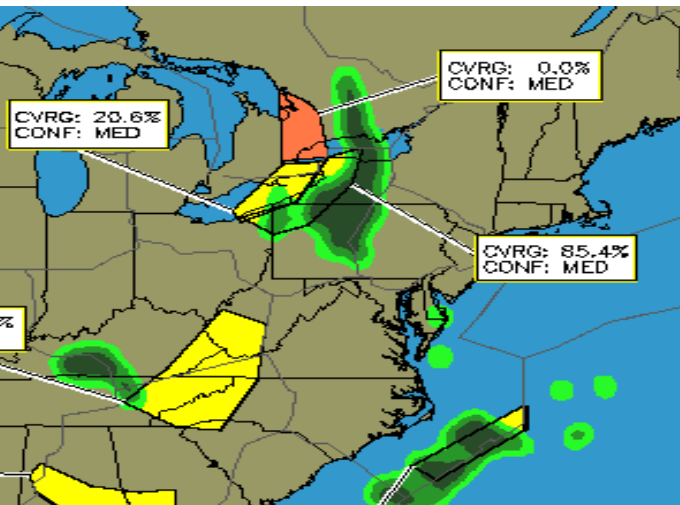 CVRG: 0.0%
CONF: MED
CVRG: 20.6%
CONF: MED
CVRG: 85.4%
CONF: MED
%